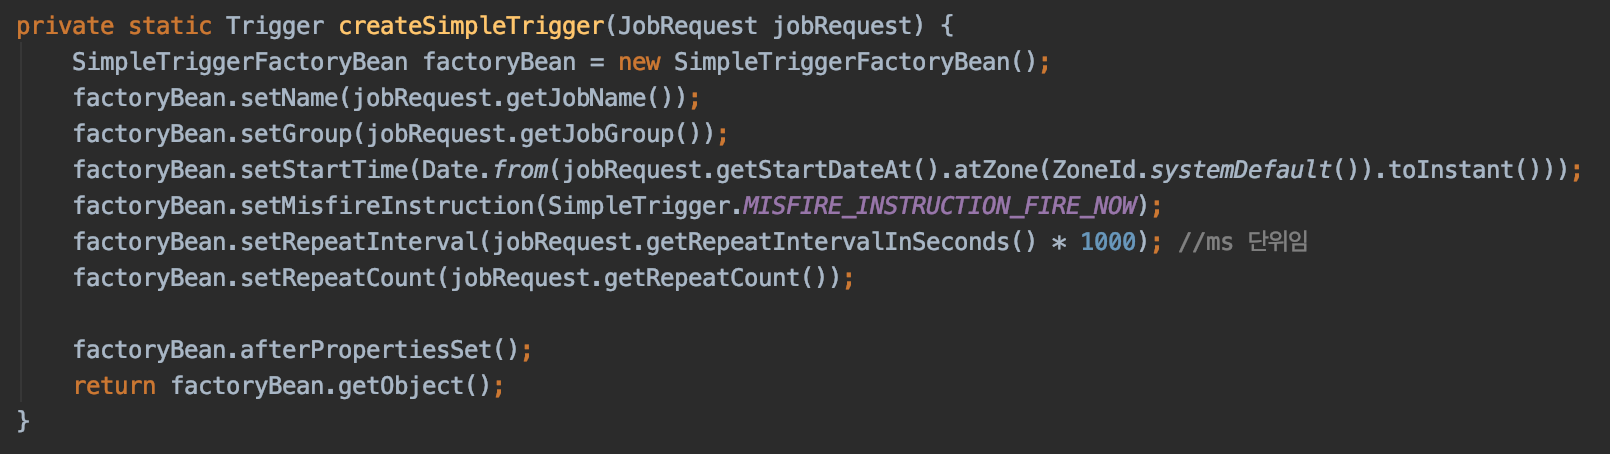 private static Trigger createSimpleTrigger(JobRequest jobRequest) {
    SimpleTriggerFactoryBean factoryBean = new SimpleTriggerFactoryBean();
    factoryBean.setName(jobRequest.getJobName());
    factoryBean.setGroup(jobRequest.getJobGroup());
    factoryBean.setStartTime(Date.from(jobRequest.getStartDateAt().atZone(ZoneId.systemDefault()).toInstant()));
    factoryBean.setMisfireInstruction(SimpleTrigger.MISFIRE_INSTRUCTION_FIRE_NOW);
    factoryBean.setRepeatInterval(jobRequest.getRepeatIntervalInSeconds() * 1000); //ms 단위임
    factoryBean.setRepeatCount(jobRequest.getRepeatCount());

    factoryBean.afterPropertiesSet();
    return factoryBean.getObject();
}